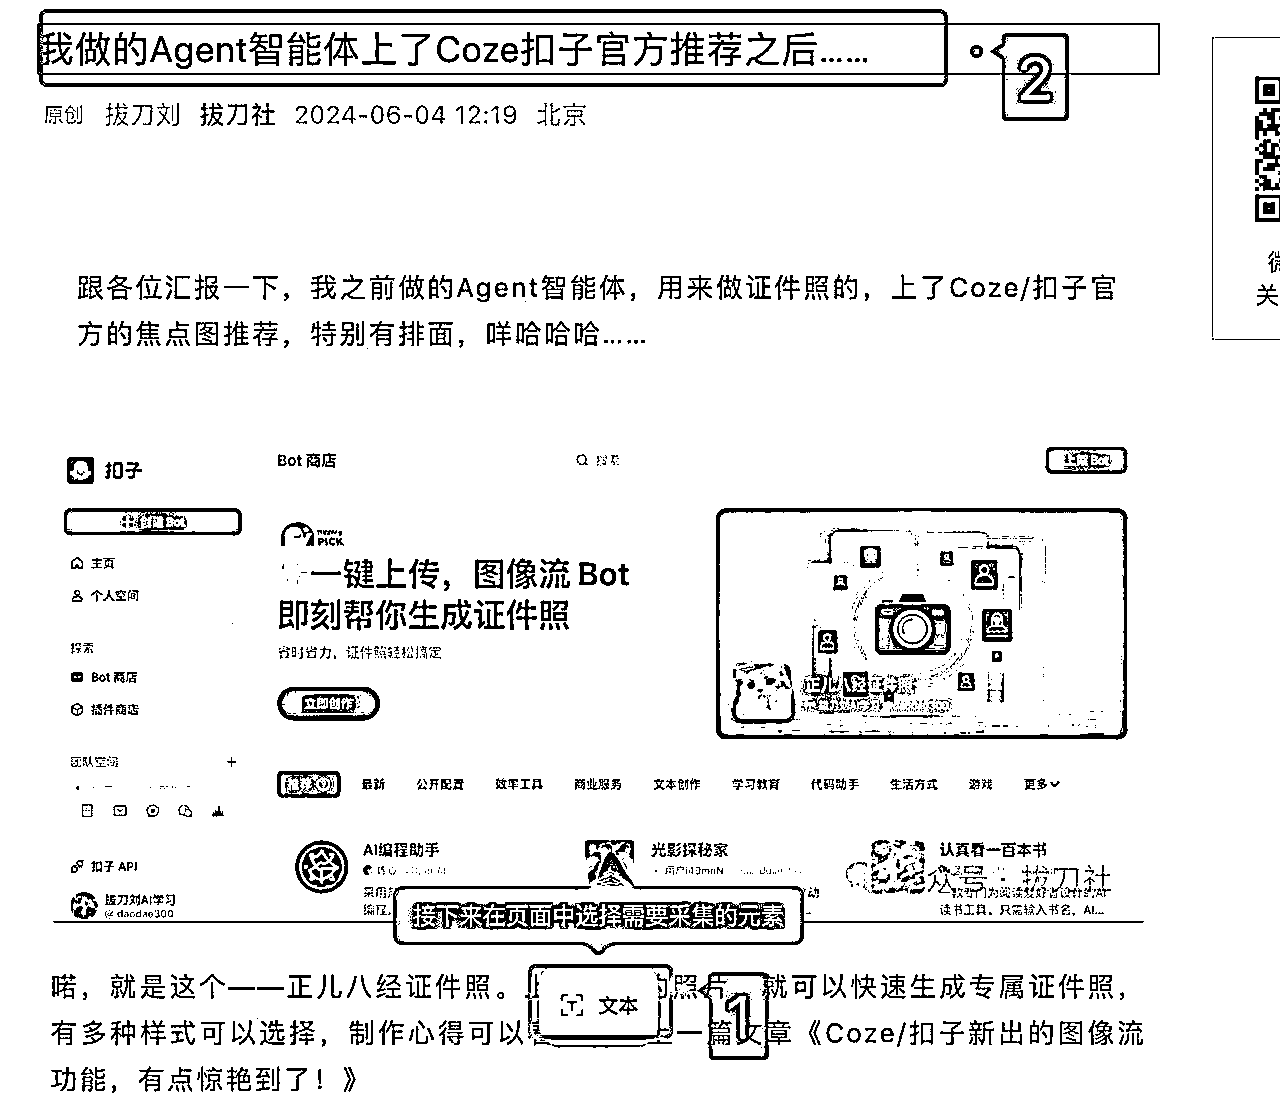 我做的Agent智能体上了Coze扣子官方推荐之后……
2
原创 拔刀刘 拔刀社 2024-06-04 12:19 北京
微
关
跟各位汇报一下，我之前做的Agent智能体，用来做证件照的，上了Coze/扣子官
方的焦点图推荐，特别有排面，咩哈哈哈……
扣子
Bot 商店
搜索
上架 Bot
创建 Bot
主页
个人空间
探索
Bot 商店
插件商店
团队空间
扣子 API
拔刀刘AI学习
@ daodao300
PICK
一键上传，图像流 Bot
即刻帮你生成证件照
省时省力，证件照轻松搞定
立即创作
正儿八经证件照
推荐 最新 公开配置 效率工具 商业服务 文本创作 学习教育 代码助手 生活方式 游戏 更多
AI编程助手
光影探秘家
认真看一百本书
众号 · 拔刀社
读书工具，只需输入书名，AI...
接下来在页面中选择需要采集的元素
文本
1
喏，就是这个——正儿八经证件照。 照片 就可以快速生成专属证件照，
有多种样式可以选择，制作心得可以 一篇文章《Coze/扣子新出的图像流
功能，有点惊艳到了！》